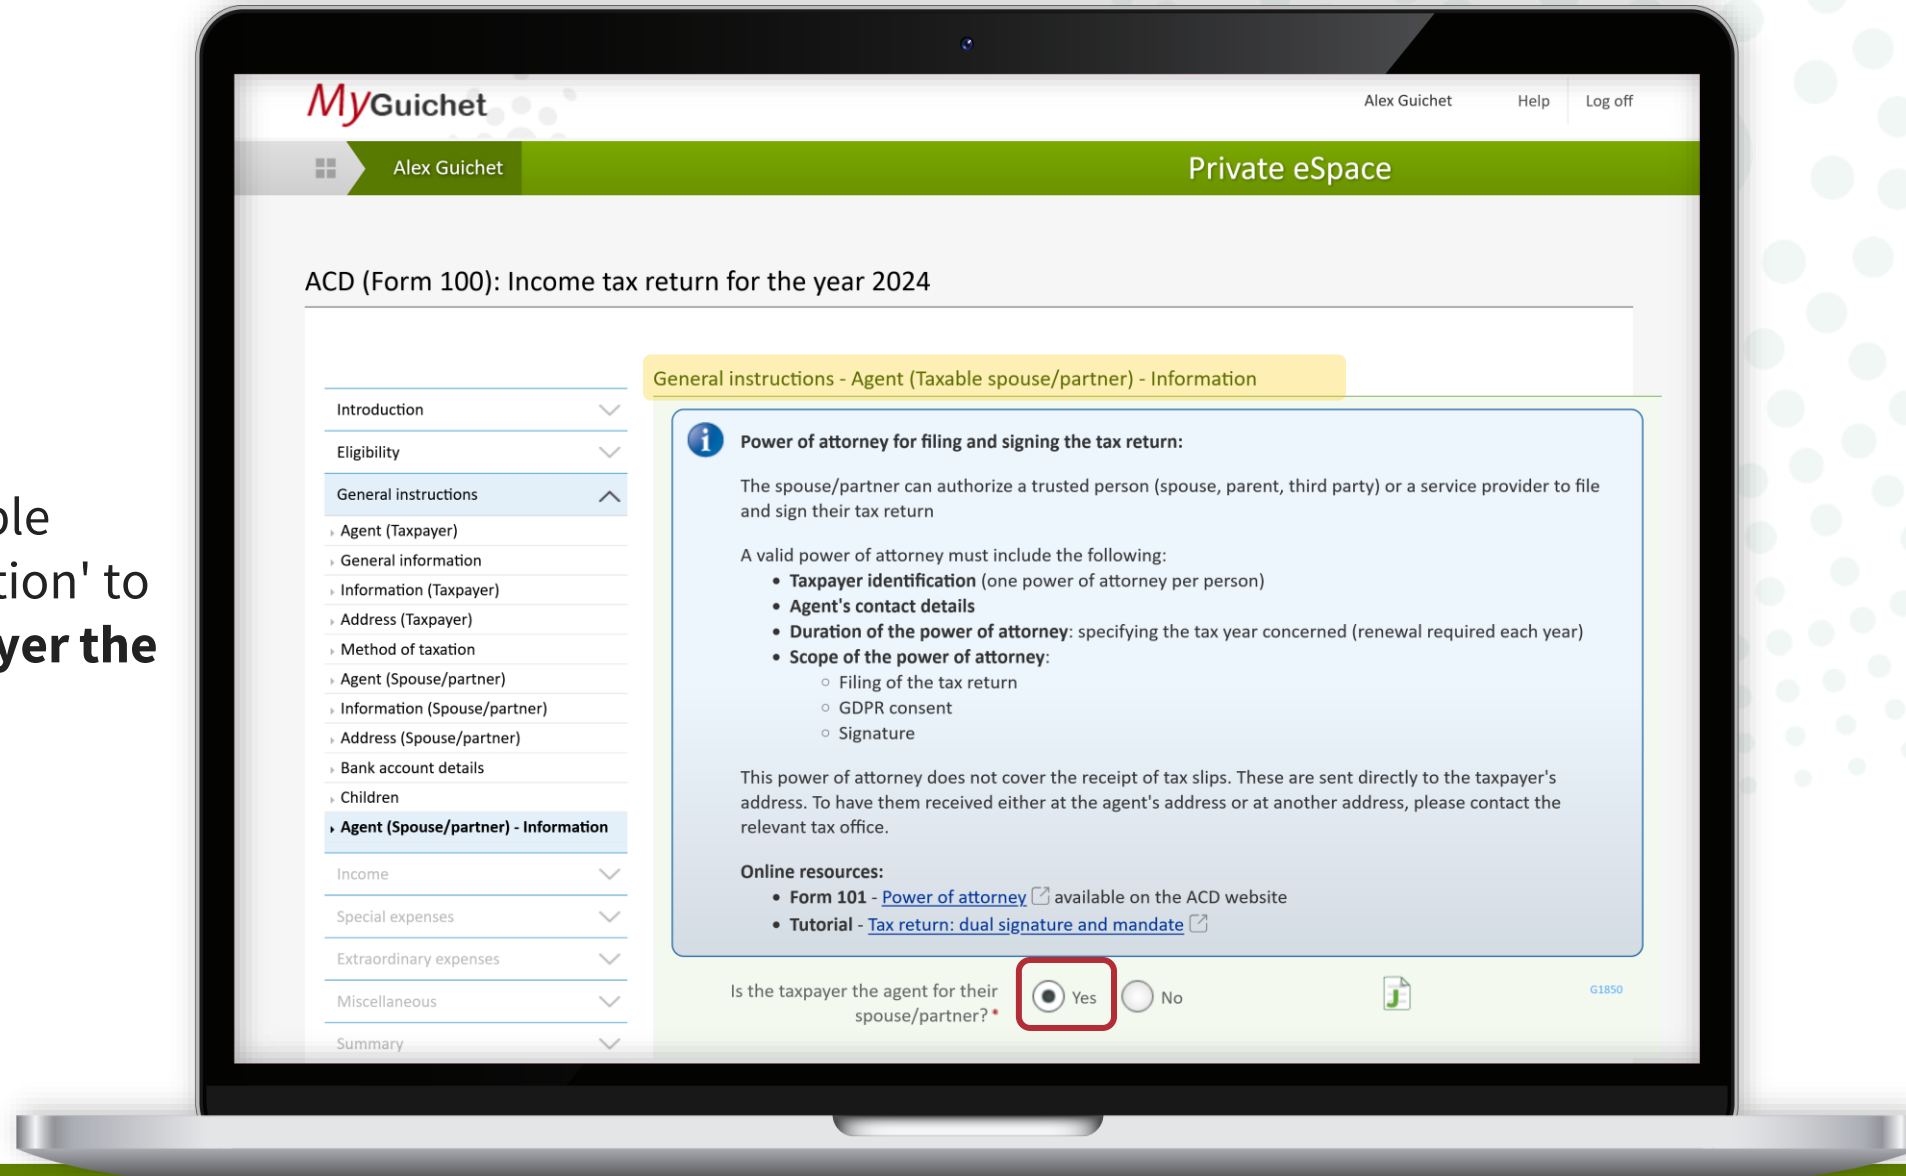 MyGuichet
Alex Guichet
Help
Log off
Alex Guichet
Private eSpace
ACD (Form 100): Income tax return for the year 2024
ble
tion' to
yer the
Introduction
Eligibility
General instructions
Agent (Taxpayer)
General information
Information (Taxpayer)
Address (Taxpayer)
Method of taxation
Agent (Spouse/partner)
Information (Spouse/partner)
Address (Spouse/partner)
Bank account details
Children
Agent (Spouse/partner) - Information
Income
Special expenses
Extraordinary expenses
Miscellaneous
Summary
General instructions - Agent (Taxable spouse/partner) - Information
Power of attorney for filing and signing the tax return:
The spouse/partner can authorize a trusted person (spouse, parent, third party) or a service provider to file
and sign their tax return
A valid power of attorney must include the following:
• Taxpayer identification (one power of attorney per person)
• Agent's contact details
• Duration of the power of attorney: specifying the tax year concerned (renewal required each year)
• Scope of the power of attorney:
○ Filing of the tax return
○ GDPR consent
○ Signature
This power of attorney does not cover the receipt of tax slips. These are sent directly to the taxpayer's
address. To have them received either at the agent's address or at another address, please contact the
relevant tax office.
Online resources:
• Form 101 - Power of attorney available on the ACD website
• Tutorial - Tax return: dual signature and mandate
Is the taxpayer the agent for their
spouse/partner? *
Yes
No
G1850